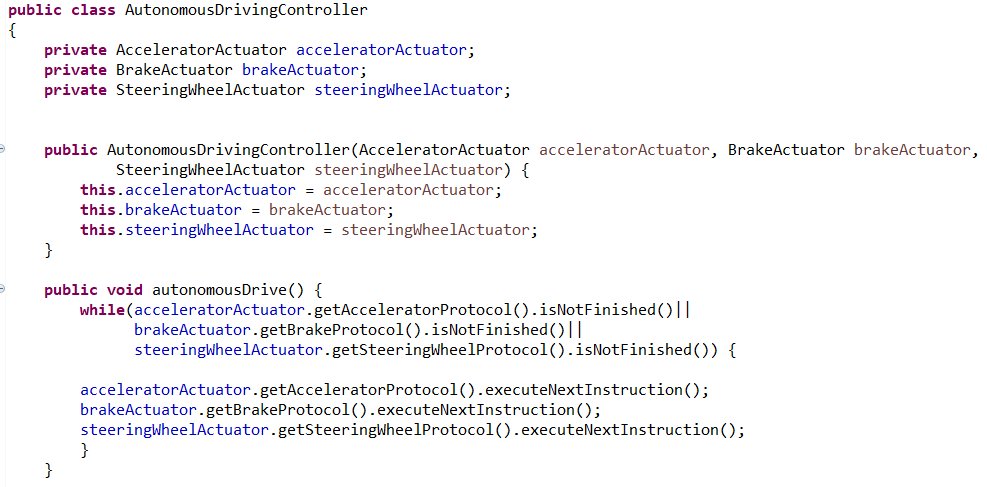 public class AutonomousDrivingController
{
    private AcceleratorActuator acceleratorActuator;
    private BrakeActuator brakeActuator;
    private SteeringWheelActuator steeringWheelActuator;
    public AutonomousDrivingController(AcceleratorActuator acceleratorActuator, BrakeActuator brakeActuator,
            SteeringWheelActuator steeringWheelActuator) {
        this.acceleratorActuator = acceleratorActuator;
        this.brakeActuator = brakeActuator;
        this.steeringWheelActuator = steeringWheelActuator;
    }
    public void autonomousDrive() {
        while(acceleratorActuator.getAcceleratorProtocol().isNotFinished()||
              brakeActuator.getBrakeProtocol().isNotFinished()||
              steeringWheelActuator.getSteeringWheelProtocol().isNotFinished()) {
        acceleratorActuator.getAcceleratorProtocol().executeNextInstruction();
        brakeActuator.getBrakeProtocol().executeNextInstruction();
        steeringWheelActuator.getSteeringWheelProtocol().executeNextInstruction();
        }
    }